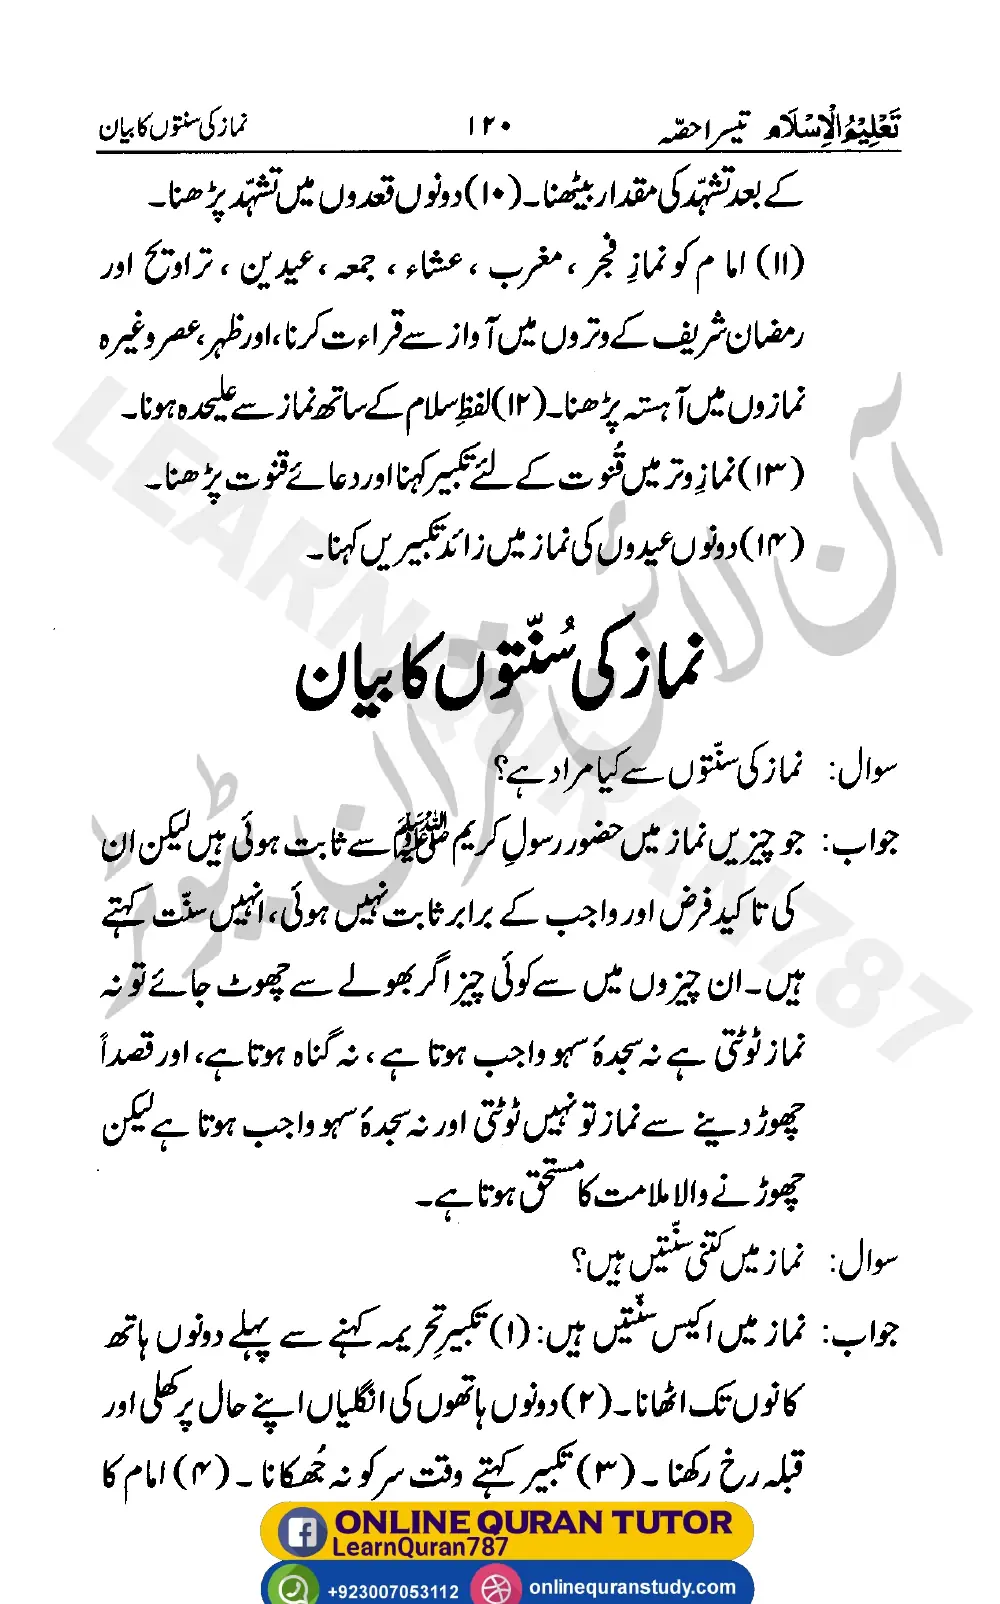 تَعْلِیْمُ الْاِسْلَام تیسرا حصّہ ۱۲۰ نماز کی سنتوں کا بیان
کے بعد تشہّد کی مقدار بیٹھنا۔ (۱۰) دونوں قعدوں میں تشہّد پڑھنا۔
(۱۱) امام کو نمازِ فجر ، مغرب ، عشاء ، جمعہ ، عیدین ، تراویح اور
رمضان شریف کے وتروں میں آواز سے قراءت کرنا، اور ظہر، عصر وغیرہ
نمازوں میں آہستہ پڑھنا۔ (۱۲) لفظِ سلام کے ساتھ نماز سے علیحدہ ہونا۔
(۱۳) نمازِ وتر میں قُنوت کے لئے تکبیر کہنا اور دعائے قنوت پڑھنا۔
(۱۴) دونوں عیدوں کی نماز میں زائد تکبیریں کہنا۔
نماز کی سُنّتوں کا بیان
سوال: نماز کی سنّتوں سے کیا مراد ہے؟
جواب: جو چیزیں نماز میں حضور رسولِ کریم ﷺ سے ثابت ہوئی ہیں لیکن ان
کی تاکید فرض اور واجب کے برابر ثابت نہیں ہوئی، انہیں سنّت کہتے
ہیں۔ ان چیزوں میں سے کوئی چیز اگر بھولے سے چھوٹ جائے تو نہ
نماز ٹوٹتی ہے نہ سجدۂ سہو واجب ہوتا ہے ، نہ گناہ ہوتا ہے، اور قصداً
چھوڑ دینے سے نماز تو نہیں ٹوٹتی اور نہ سجدۂ سہو واجب ہوتا ہے لیکن
چھوڑنے والا ملامت کا مستحق ہوتا ہے۔
سوال: نماز میں کتنی سنّتیں ہیں؟
جواب: نماز میں اکیس سنّتیں ہیں: (۱) تکبیرِ تحریمہ کہنے سے پہلے دونوں ہاتھ
کانوں تک اٹھانا۔ (۲) دونوں ہاتھوں کی انگلیاں اپنے حال پر کھلی اور
قبلہ رخ رکھنا ۔ (۳) تکبیر کہتے وقت سر کو نہ جُھکانا ۔ (۴) امام کا
LEARNQURAN787
آن لائن قرآن ٹیوٹر
ONLINE QURAN TUTOR
LearnQuran787
+923007053112
onlinequranstudy.com